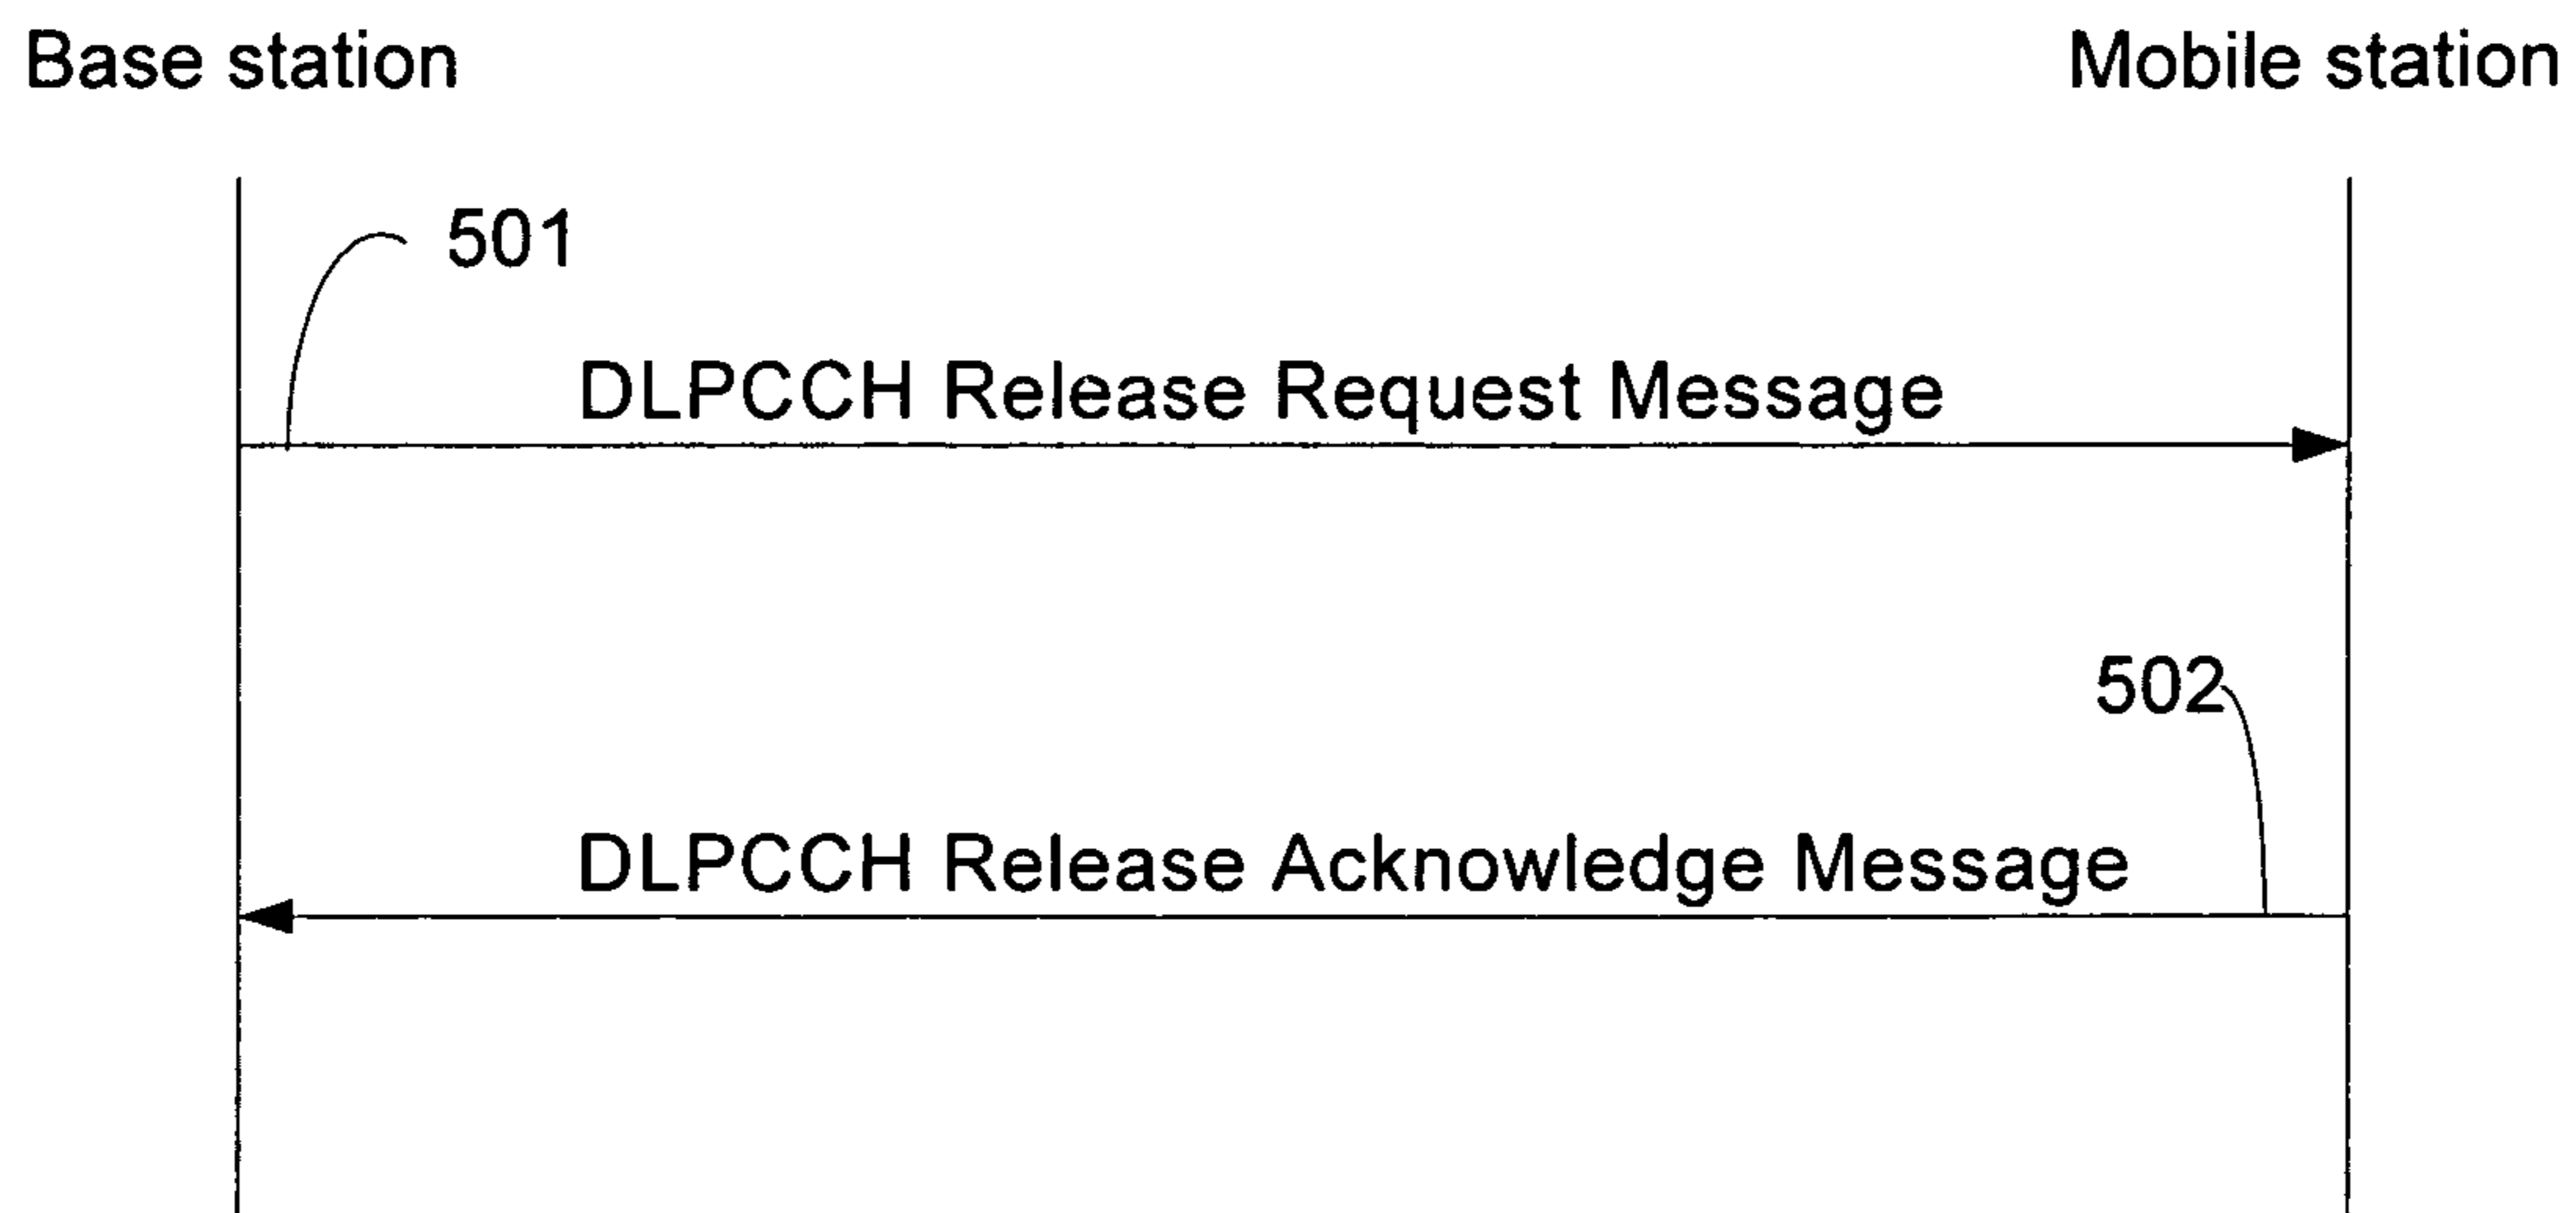 Base station
Mobile station
501
DLPCCH Release Request Message
502
DLPCCH Release Acknowledge Message